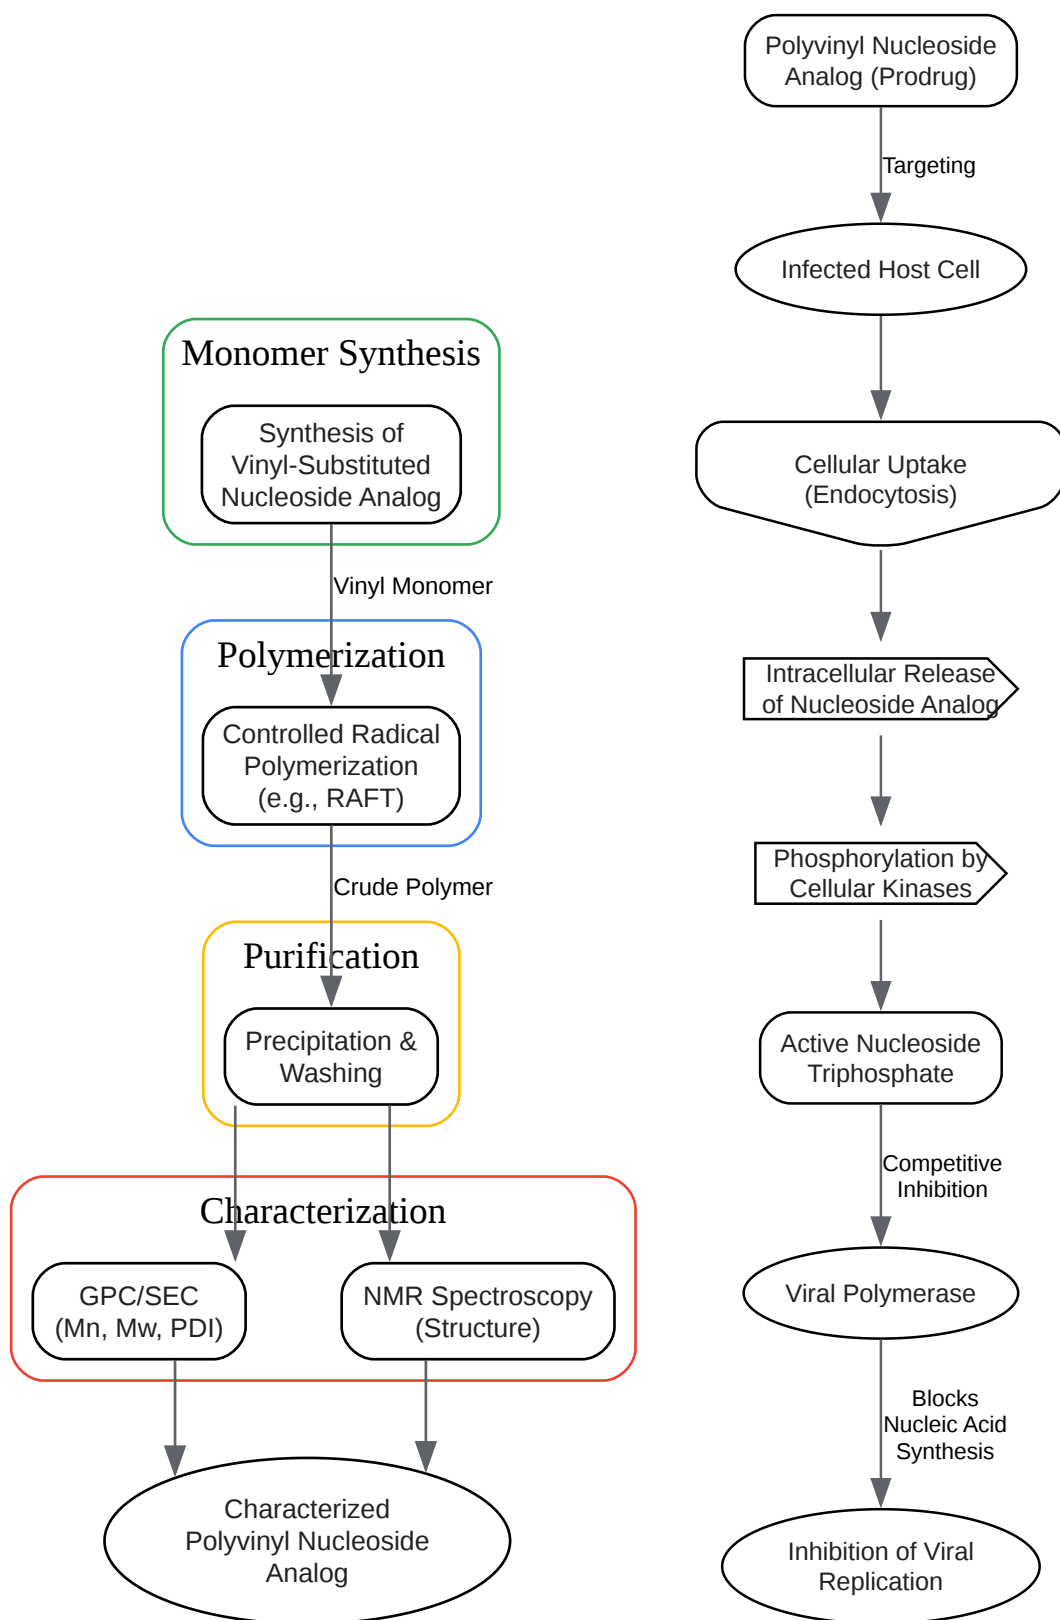 Monomer Synthesis
Synthesis of
Vinyl-Substituted
Nucleoside Analog
Vinyl Monomer
Polymerization
Controlled Radical
Polymerization
(e.g., RAFT)
Crude Polymer
Purification
Precipitation &
Washing
Characterization
GPC/SEC
(Mn, Mw, PDI)
NMR Spectroscopy
(Structure)
Characterized
Polyvinyl Nucleoside
Analog
Polyvinyl Nucleoside
Analog (Prodrug)
Targeting
Infected Host Cell
Cellular Uptake
(Endocytosis)
Intracellular Release
of Nucleoside Analog
Phosphorylation by
Cellular Kinases
Active Nucleoside
Triphosphate
Competitive
Inhibition
Viral Polymerase
Blocks
Nucleic Acid
Synthesis
Inhibition of Viral
Replication